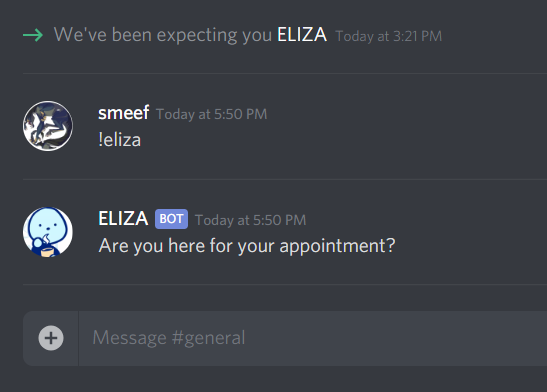 We've been expecting you ELIZA Today at 3:21 PM
smeef Today at 5:50 PM
!eliza
ELIZA BOT Today at 5:50 PM
Are you here for your appointment?
Message #general